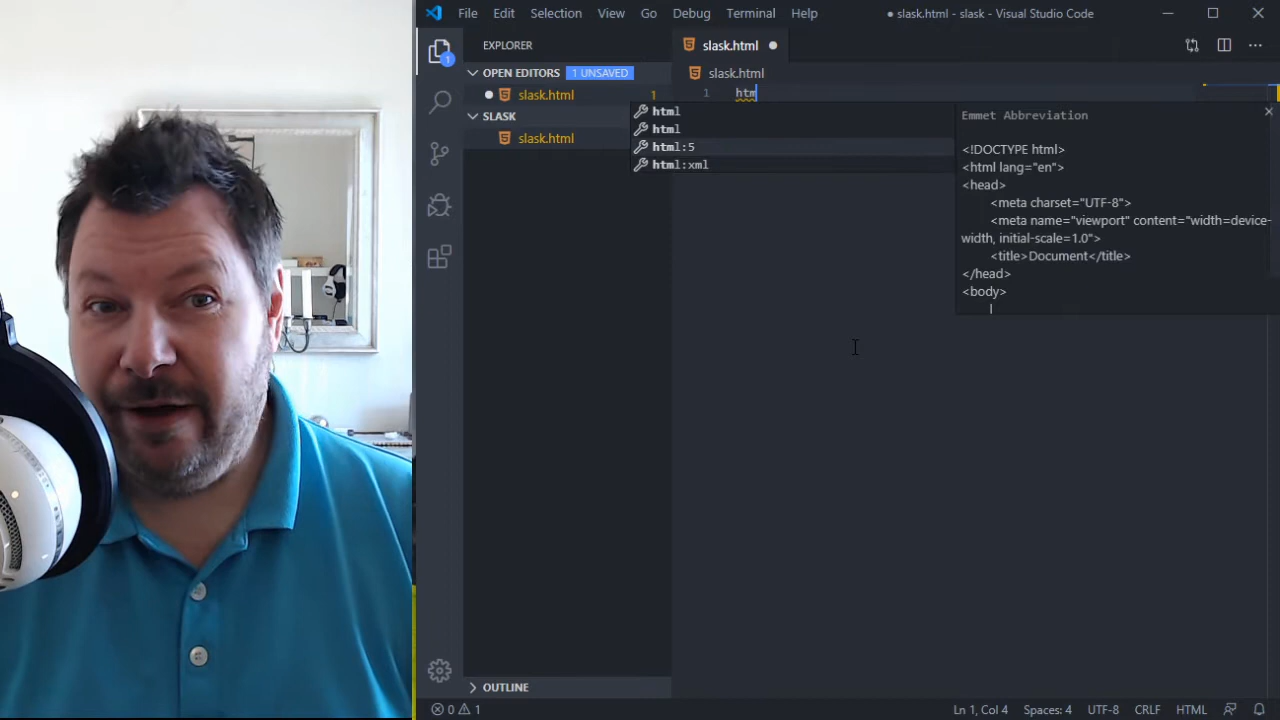 File Edit Selection View Go Debug Terminal Help ● slask.html - slask - Visual Studio Code
EXPLORER
slask.html
OPEN EDITORS 1 UNSAVED
slask.html
slask.html 1
1 htm
SLASK
slask.html
html
html
html:5
html:xml
Emmet Abbreviation
<!DOCTYPE html>
<html lang="en">
<head>
<meta charset="UTF-8">
<meta name="viewport" content="width=device-
width, initial-scale=1.0">
<title>Document</title>
</head>
<body>
|
OUTLINE
0 1 Ln 1, Col 4 Spaces: 4 UTF-8 CRLF HTML
1